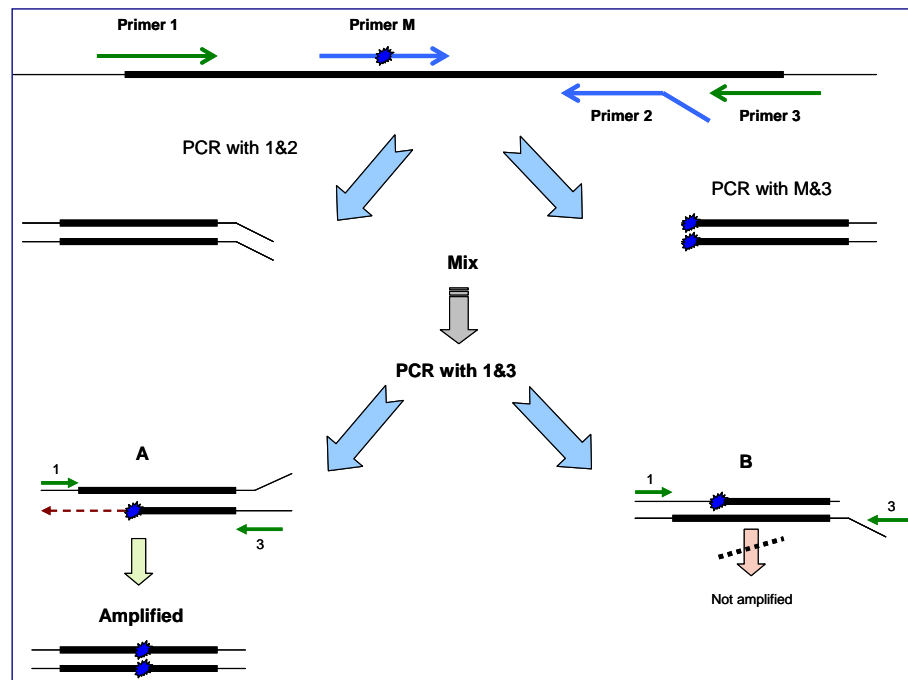 Primer 1
Primer M
Primer 2
Primer 3
PCR with 1&2
PCR with M&3
Mix
PCR with 1&3
A
B
1
3
1
3
Amplified
Not amplified